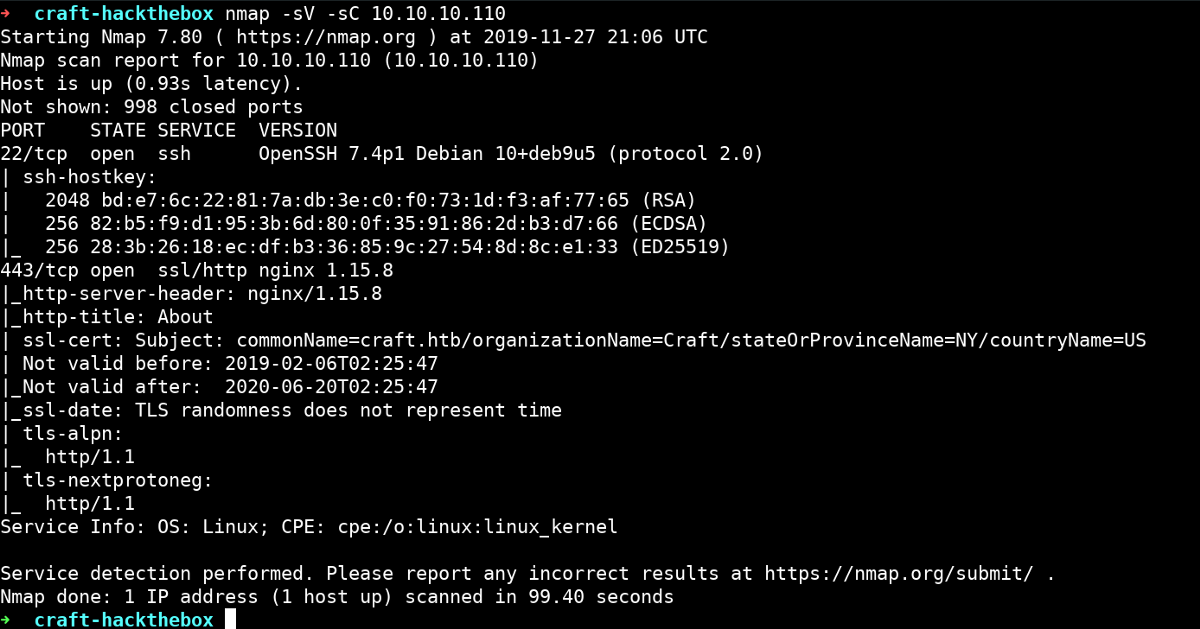 →  craft-hackthebox nmap -sV -sC 10.10.10.110
Starting Nmap 7.80 ( https://nmap.org ) at 2019-11-27 21:06 UTC
Nmap scan report for 10.10.10.110 (10.10.10.110)
Host is up (0.93s latency).
Not shown: 998 closed ports
PORT    STATE SERVICE  VERSION
22/tcp  open  ssh      OpenSSH 7.4p1 Debian 10+deb9u5 (protocol 2.0)
| ssh-hostkey:
|   2048 bd:e7:6c:22:81:7a:db:3e:c0:f0:73:1d:f3:af:77:65 (RSA)
|   256 82:b5:f9:d1:95:3b:6d:80:0f:35:91:86:2d:b3:d7:66 (ECDSA)
|_  256 28:3b:26:18:ec:df:b3:36:85:9c:27:54:8d:8c:e1:33 (ED25519)
443/tcp open  ssl/http nginx 1.15.8
|_http-server-header: nginx/1.15.8
|_http-title: About
| ssl-cert: Subject: commonName=craft.htb/organizationName=Craft/stateOrProvinceName=NY/countryName=US
| Not valid before: 2019-02-06T02:25:47
|_Not valid after:  2020-06-20T02:25:47
|_ssl-date: TLS randomness does not represent time
| tls-alpn:
|_  http/1.1
| tls-nextprotoneg:
|_  http/1.1
Service Info: OS: Linux; CPE: cpe:/o:linux:linux_kernel

Service detection performed. Please report any incorrect results at https://nmap.org/submit/ .
Nmap done: 1 IP address (1 host up) scanned in 99.40 seconds
→  craft-hackthebox